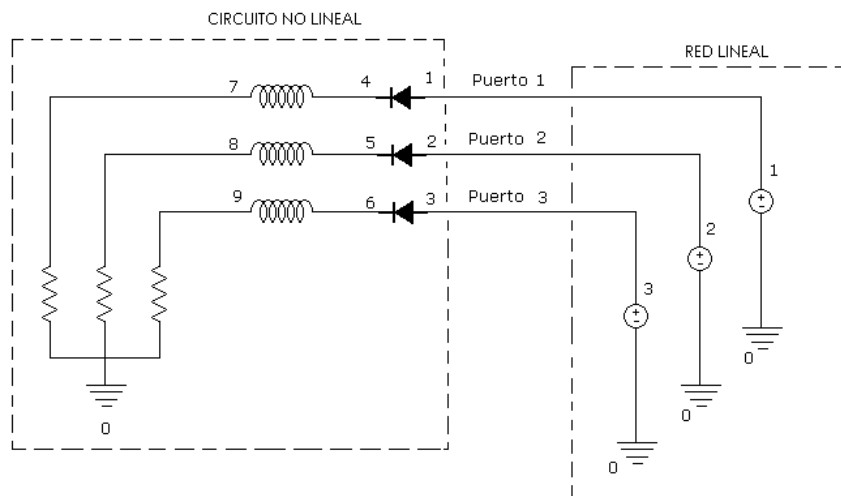 CIRCUITO NO LINEAL
RED LINEAL
7 4 1 Puerto 1
8 5 2 Puerto 2
9 6 3 Puerto 3
1
2
3
0
0
0
0